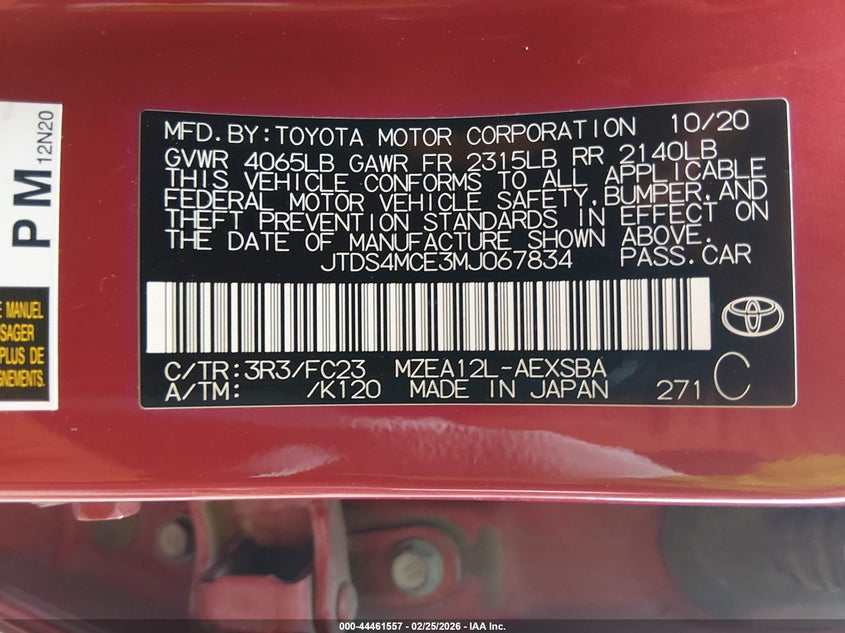 MFD.BY:TOYOTA MOTOR CORPORATION 10/20
GVWR 4065LB GAWR FR 2315LB RR 2140LB
THIS VEHICLE CONFORMS TO ALL APPLICABLE
FEDERAL MOTOR VEHICLE SAFETY,BUMPER,AND
THEFT PREVENTION STANDARDS IN EFFECT ON
THE DATE OF MANUFACTURE SHOWN ABOVE.
JTDS4MCE3MJ067834 PASS.CAR
C/TR:3R3/FC23 MZEA12L-AEXSBA
A/TM: /K120 MADE IN JAPAN 271 C
PM 12N20
MANUEL
PLUS DE
000-44461557 - 02/25/2026 - IAA Inc.